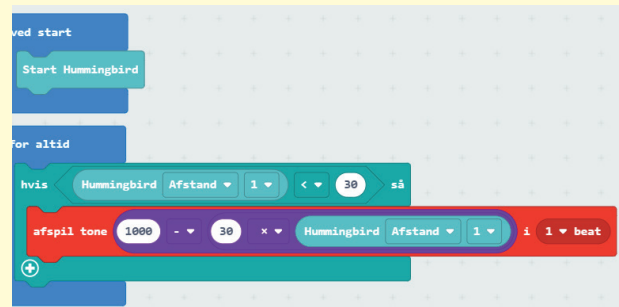 ved start
Start Hummingbird
for altid
hvis Hummingbird Afstand 1 < 30 så
afspil tone 1000 - 30 × Hummingbird Afstand 1 i 1 beat